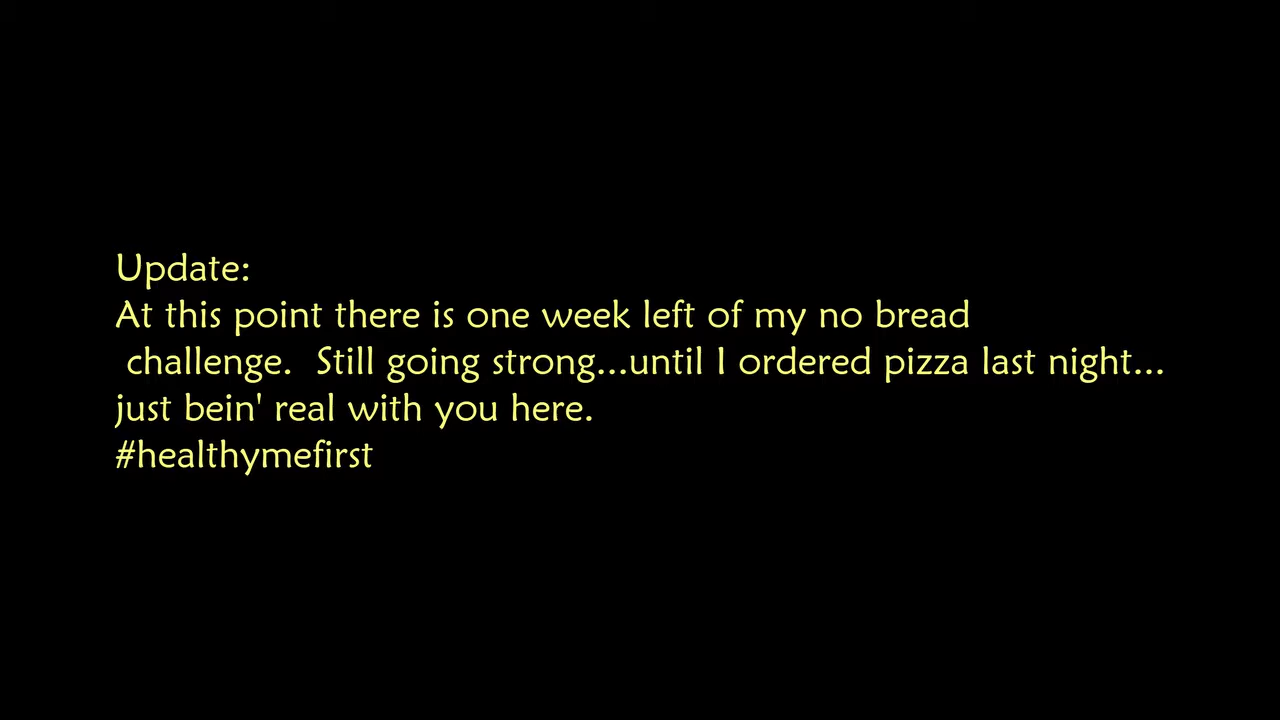 Update:
At this point there is one week left of my no bread
challenge.  Still going strong...until I ordered pizza last night...
just bein' real with you here.
#healthymefirst